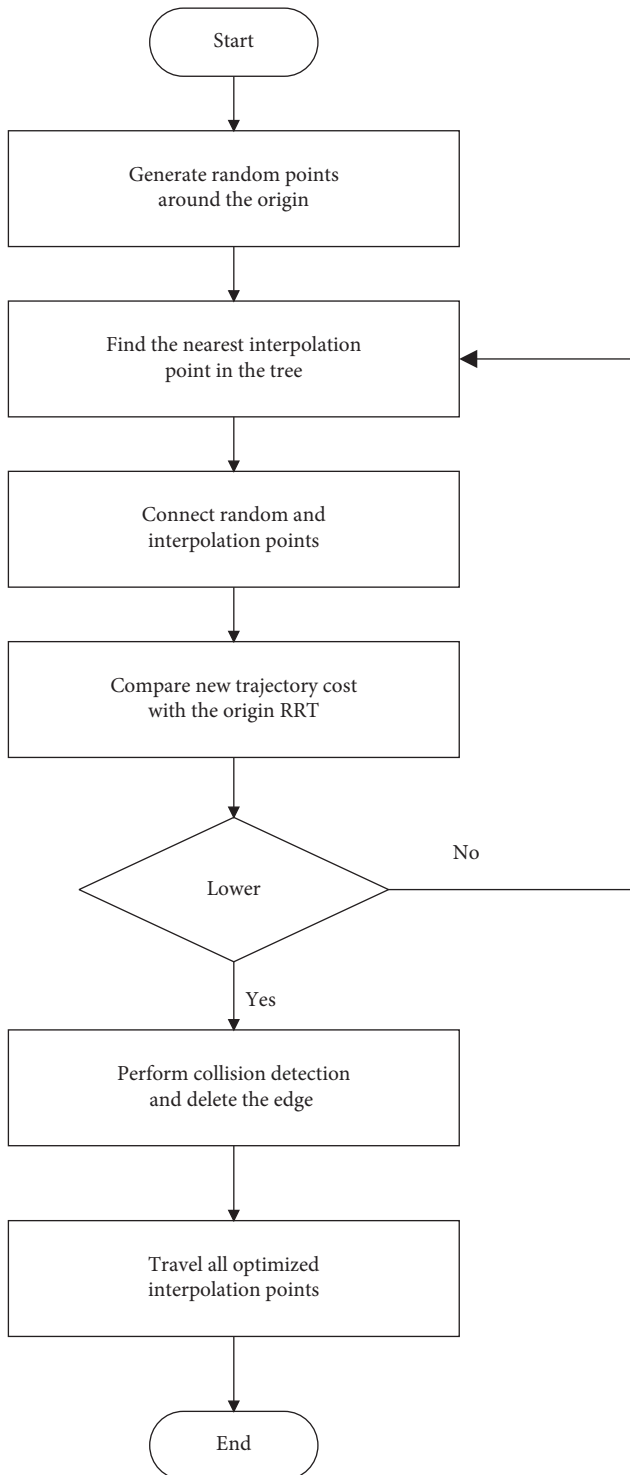 Start
Generate random points
around the origin
Find the nearest interpolation
point in the tree
Connect random and
interpolation points
Compare new trajectory cost
with the origin RRT
No
Lower
Yes
Perform collision detection
and delete the edge
Travel all optimized
interpolation points
End